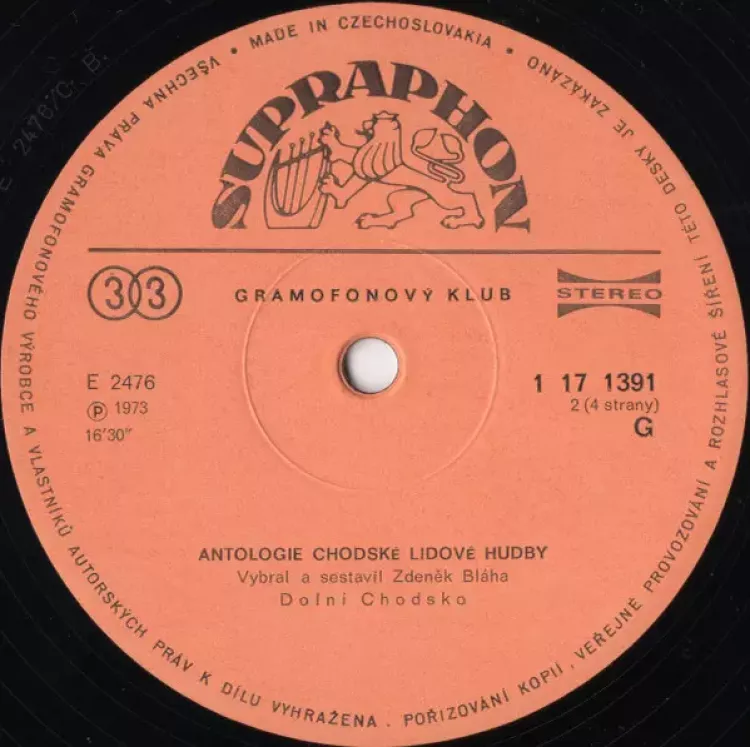 MADE IN CZECHOSLOVAKIA
VŠECHNA PRÁVA GRAMOFONOVÉHO VÝROBCE A VLASTNÍKŮ AUTORSKÝCH PRÁV K DÍLU VYHRAŽENA. POŘIZOVÁNÍ KOPIÍ, VEŘEJNÉ PROVOZOVÁNÍ A ROZHLASOVÉ ŠÍŘENÍ TÉTO DESKY JE ZAKÁZÁNO
SUPRAPHON
33
GRAMOFONOVÝ KLUB
STEREO
E 2476
℗ 1973
16'30"
1 17 1391
2 (4 strany)
G
ANTOLOGIE CHODSKÉ LIDOVÉ HUDBY
Vybral a sestavil Zdeněk Bláha
Dolní Chodsko